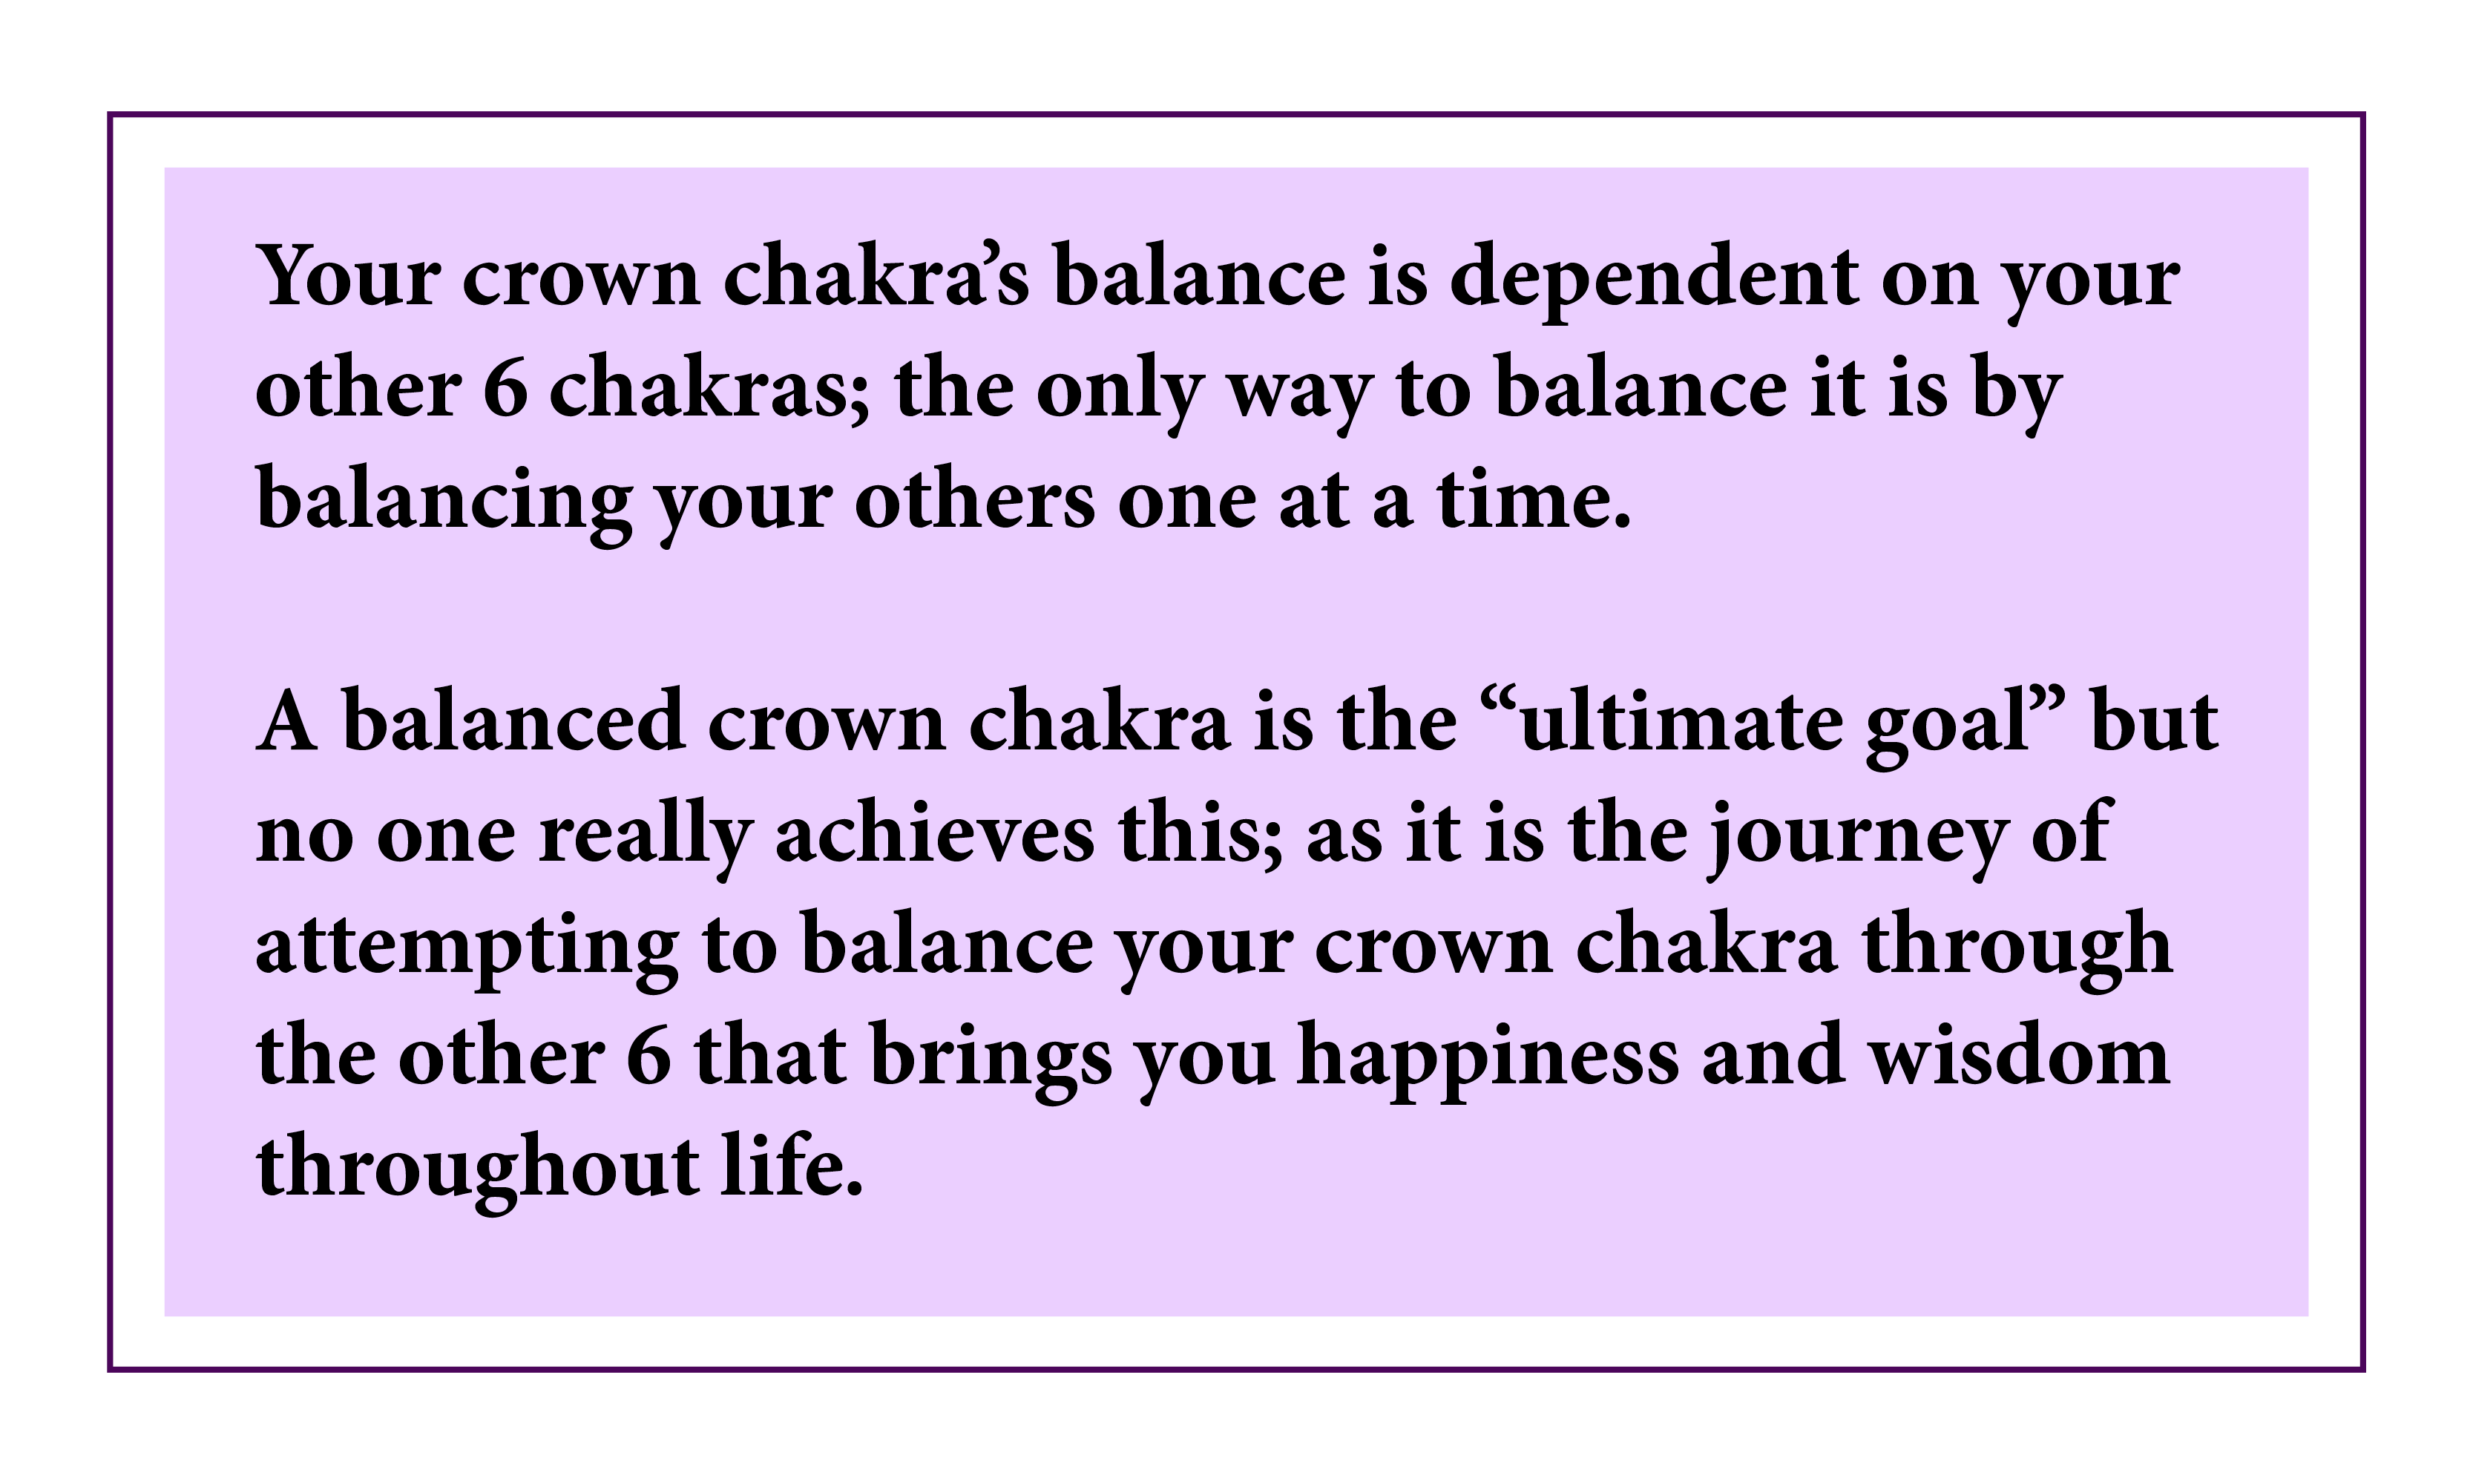 Your crown chakra’s balance is dependent on your
other 6 chakras; the only way to balance it is by
balancing your others one at a time.
A balanced crown chakra is the “ultimate goal” but
no one really achieves this; as it is the journey of
attempting to balance your crown chakra through
the other 6 that brings you happiness and wisdom
throughout life.